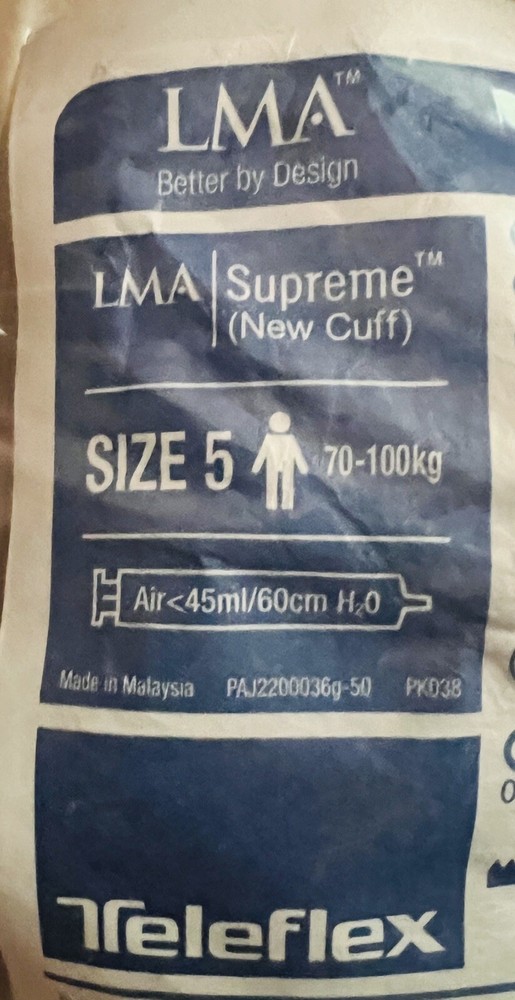 LMA™
Better by Design
LMA | Supreme™
(New Cuff)
SIZE 5 70-100kg
Air<45ml/60cm H₂O
Made in Malaysia PAJ2200036g-50 PK038
Teleflex